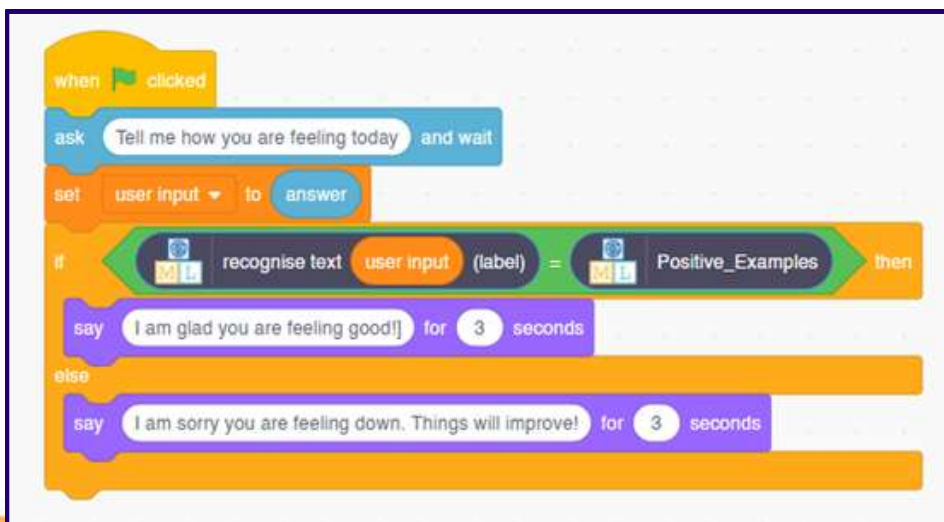 when clicked
ask Tell me how you are feeling today and wait
set user input to answer
if ML recognise text user input (label) = ML Positive_Examples then
say I am glad you are feeling good!] for 3 seconds
else
say I am sorry you are feeling down. Things will improve! for 3 seconds